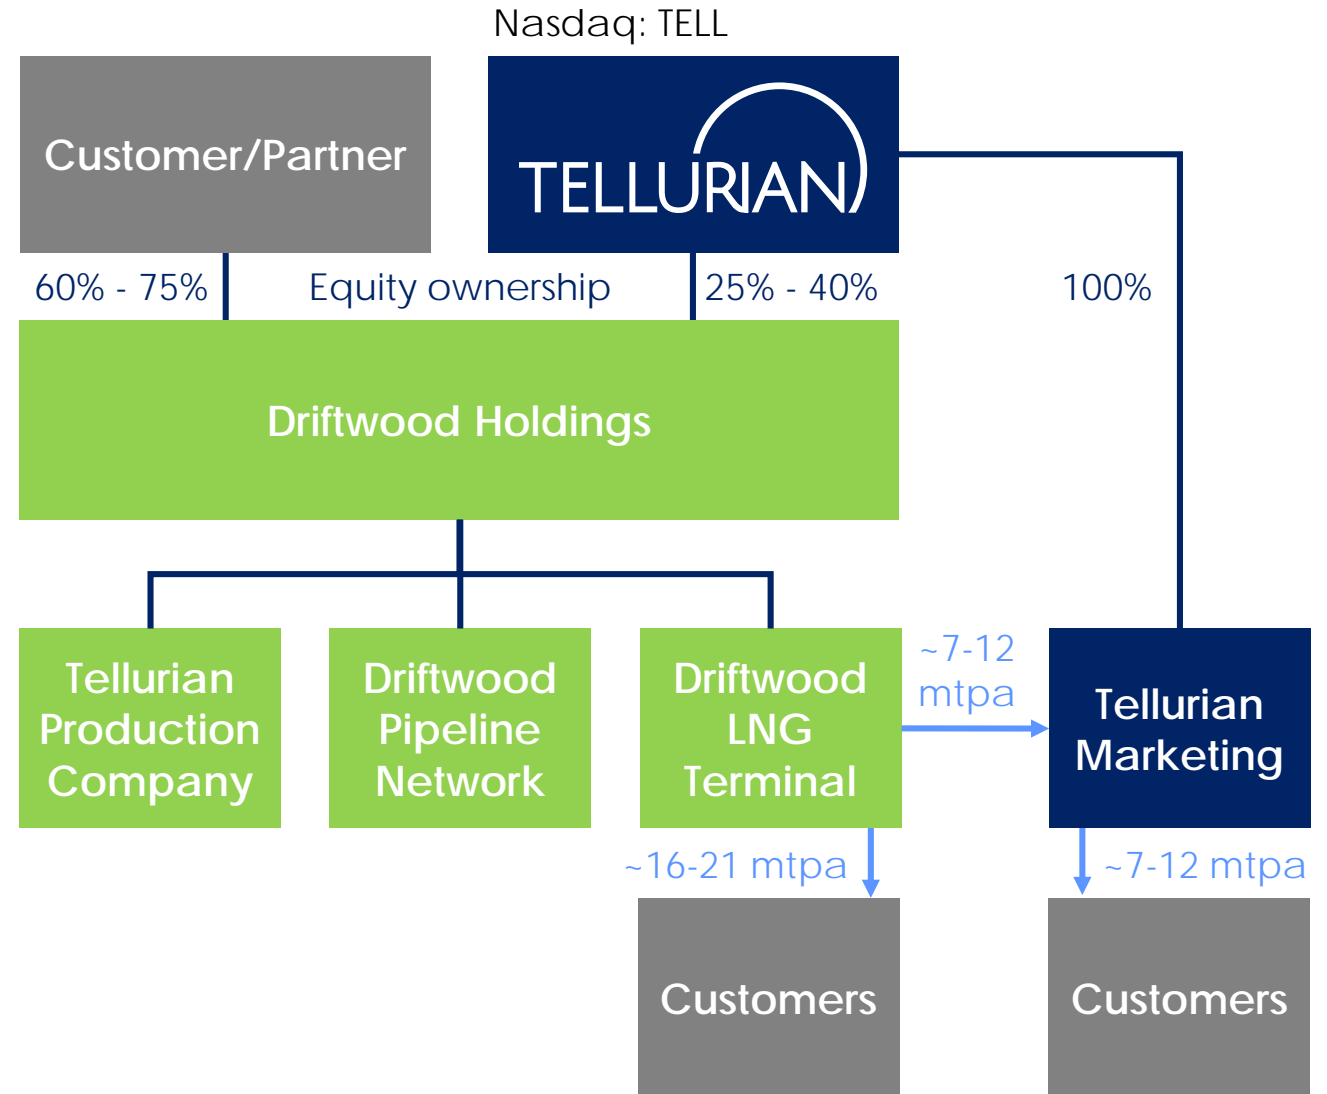 Nasdaq: TELL
Customer/Partner
TELLURIAN
60% - 75%
Equity ownership
25% - 40%
100%
Driftwood Holdings
Tellurian
Production
Company
Driftwood
Pipeline
Network
Driftwood
LNG
Terminal
~7-12
mtpa
Tellurian
Marketing
~16-21 mtpa
~7-12 mtpa
Customers
Customers